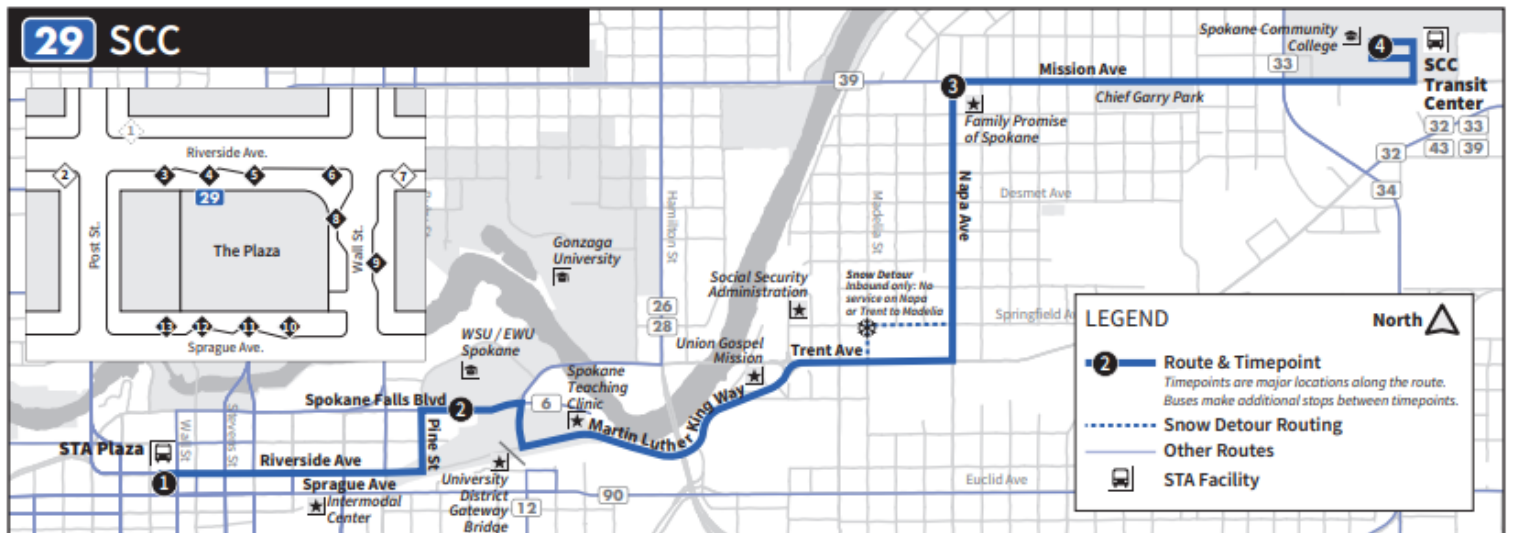 29 SCC
Spokane Community
College
4
SCC
Transit
Center
32 33
43 39
33
39
Mission Ave
3
Chief Garry Park
Family Promise
of Spokane
32
34
1
Riverside Ave.
2
3
4
5
6
7
29
8
Post St.
The Plaza
Wall St.
9
13
12
11
10
Sprague Ave.
Hamilton St
Madelia St
Napa Ave
Desmet Ave
Gonzaga
University
Social Security
Administration
Snow Detour
Inbound only: No
service on Napa
or Trent to Madelia
26
28
Springfield Av
WSU / EWU
Spokane
Union Gospel
Mission
Trent Ave
Spokane
Teaching
Clinic
Spokane Falls Blvd
2
6
Martin Luther King Way
Pine St
STA Plaza
Wall St
Stevens St
Riverside Ave
1
Sprague Ave
Intermodal
Center
University
District
Gateway
Bridge
12
90
Euclid Ave
LEGEND
North
2
Route & Timepoint
Timepoints are major locations along the route.
Buses make additional stops between timepoints.
Snow Detour Routing
Other Routes
STA Facility